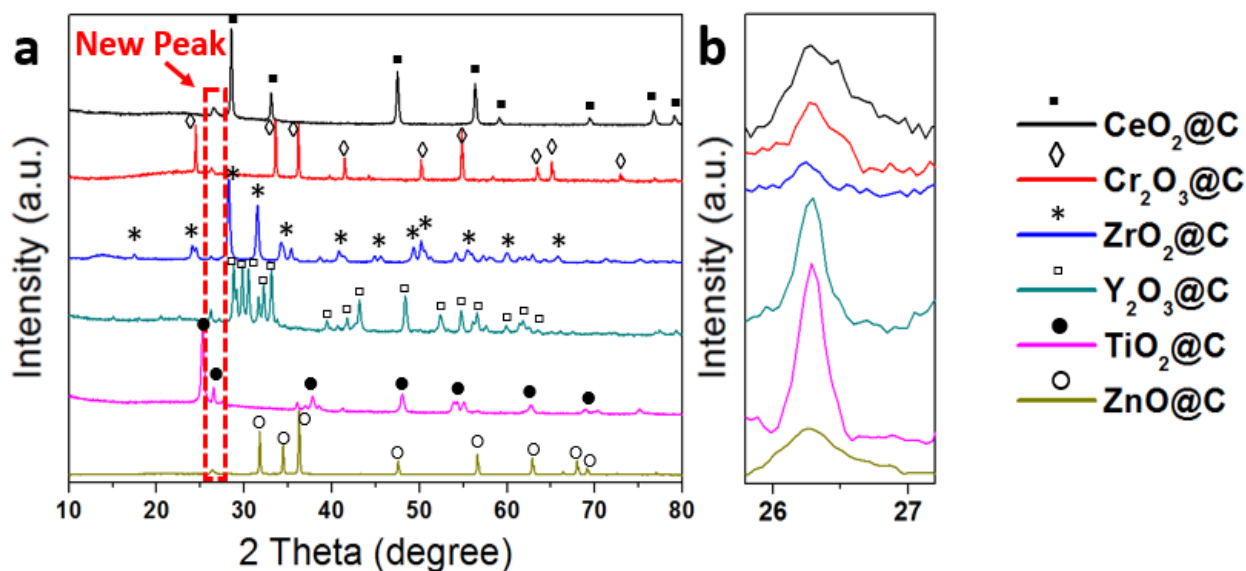 a
New Peak
Intensity (a.u.)
10 20 30 40 50 60 70 80
2 Theta (degree)
b
Intensity (a.u.)
26 27
CeO₂@C
Cr₂O₃@C
ZrO₂@C
Y₂O₃@C
TiO₂@C
ZnO@C